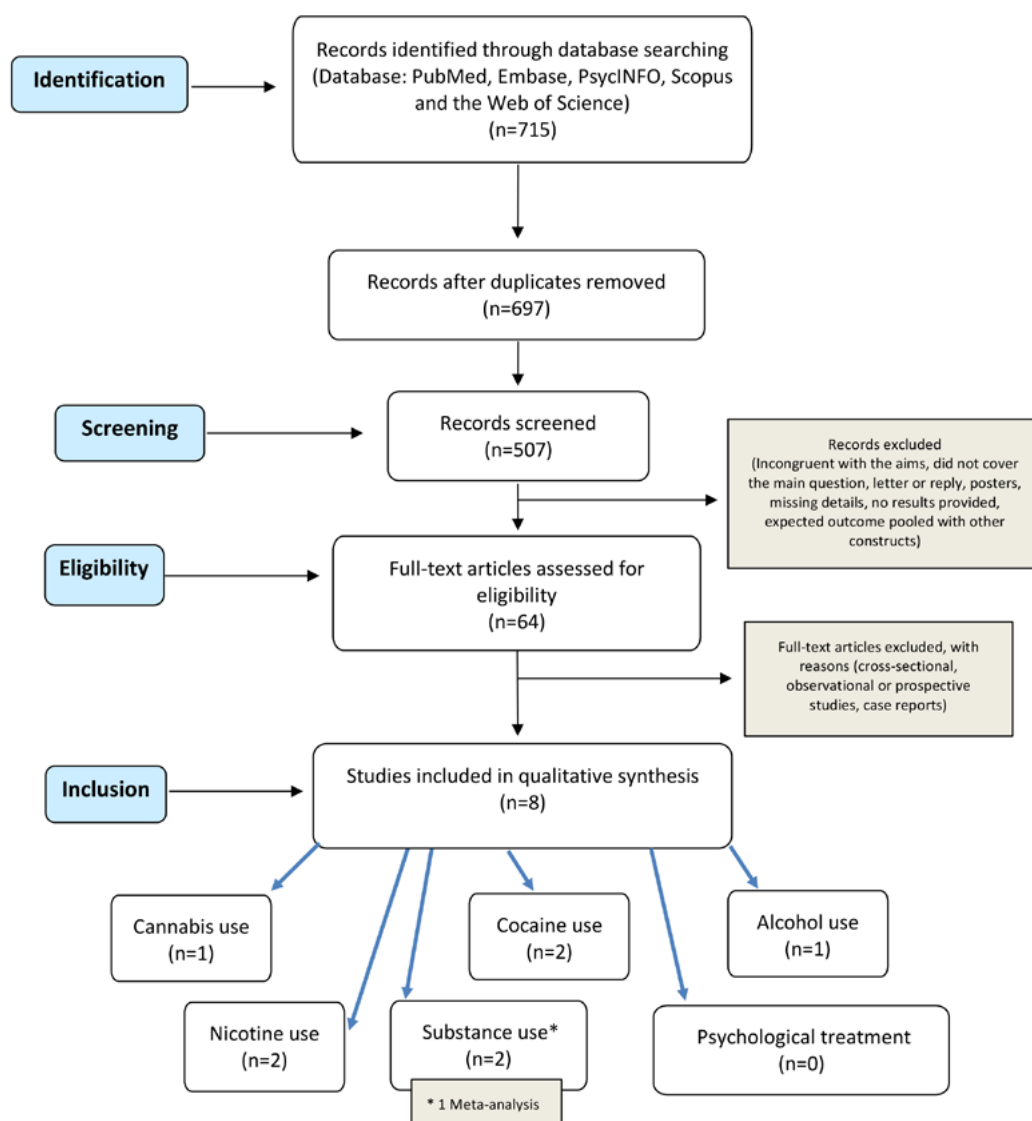 Identification
Records identified through database searching
(Database: PubMed, Embase, PsycINFO, Scopus
and the Web of Science)
(n=715)
Records after duplicates removed
(n=697)
Screening
Records screened
(n=507)
Records excluded
(Incongruent with the aims, did not cover
the main question, letter or reply, posters,
missing details, no results provided,
expected outcome pooled with other
constructs)
Eligibility
Full-text articles assessed for
eligibility
(n=64)
Full-text articles excluded, with
reasons (cross-sectional,
observational or prospective
studies, case reports)
Inclusion
Studies included in qualitative synthesis
(n=8)
Cannabis use
(n=1)
Cocaine use
(n=2)
Alcohol use
(n=1)
Nicotine use
(n=2)
Substance use*
(n=2)
* 1 Meta-analysis
Psychological treatment
(n=0)